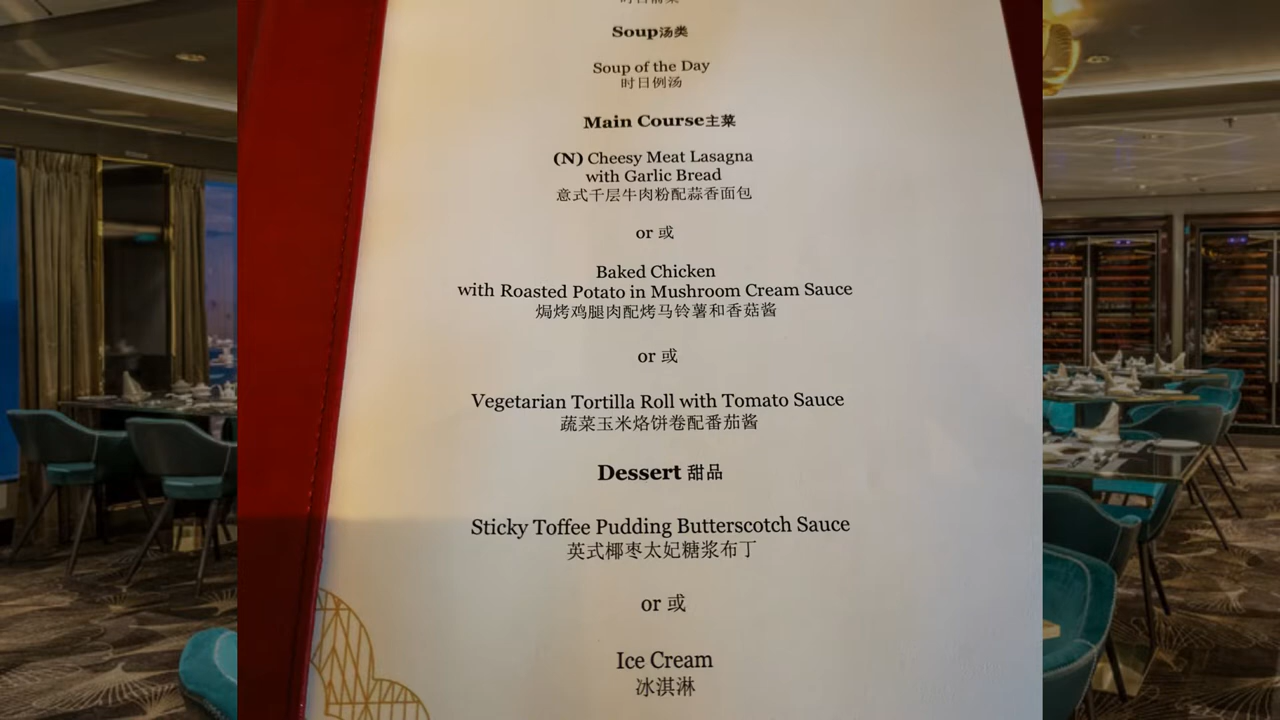 Soup汤类
Soup of the Day
时日例汤
Main Course主菜
(N) Cheesy Meat Lasagna
with Garlic Bread
意式千层牛肉粉配蒜香面包
or 或
Baked Chicken
with Roasted Potato in Mushroom Cream Sauce
焗烤鸡腿肉配烤马铃薯和香菇酱
or 或
Vegetarian Tortilla Roll with Tomato Sauce
蔬菜玉米烙饼卷配番茄酱
Dessert 甜品
Sticky Toffee Pudding Butterscotch Sauce
英式椰枣太妃糖浆布丁
or 或
Ice Cream
冰淇淋